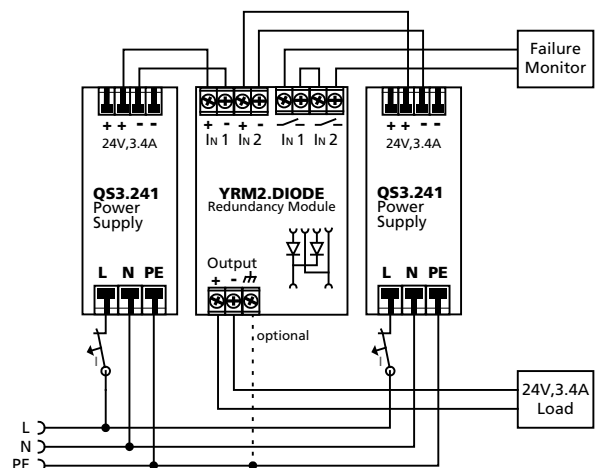 Failure
Monitor
+ + - -
24V,3.4A
QS3.241
Power
Supply
L N PE
+ - + -
IN 1 IN 2 IN 1 IN 2
YRM2.DIODE
Redundancy Module
Output
+ -
optional
+ + - -
24V,3.4A
QS3.241
Power
Supply
L N PE
I
I
24V,3.4A
Load
L
N
PE